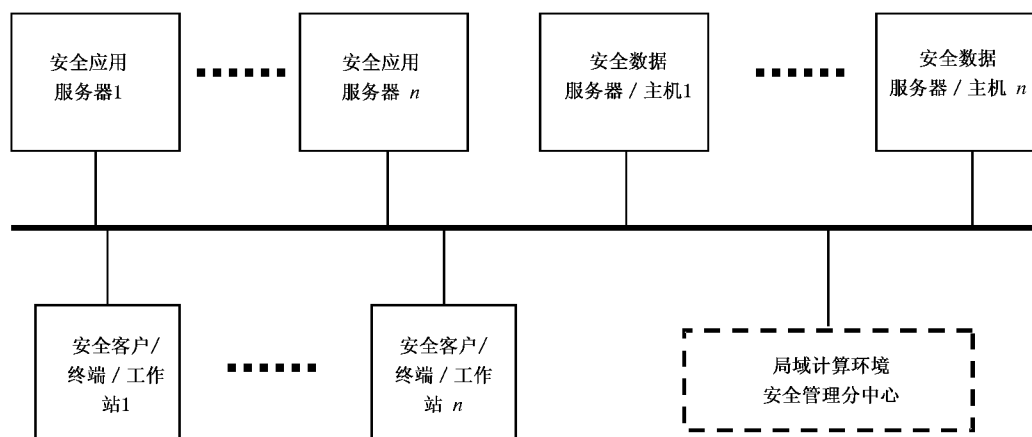 安全应用
服务器1
安全应用
服务器 n
安全数据
服务器/主机1
安全数据
服务器/主机 n
安全客户/
终端/工作
站1
安全客户/
终端/工作
站 n
局域计算环境
安全管理分中心